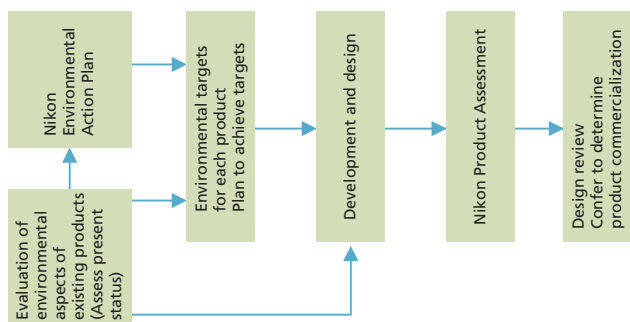 Evaluation of
environmental
aspects of
existing products
(Assess present
status)
Nikon
Environmental
Action Plan
Environmental targets
for each product
Plan to achieve targets
Development and design
Nikon Product Assessment
Design review
Confer to determine
product commercialization